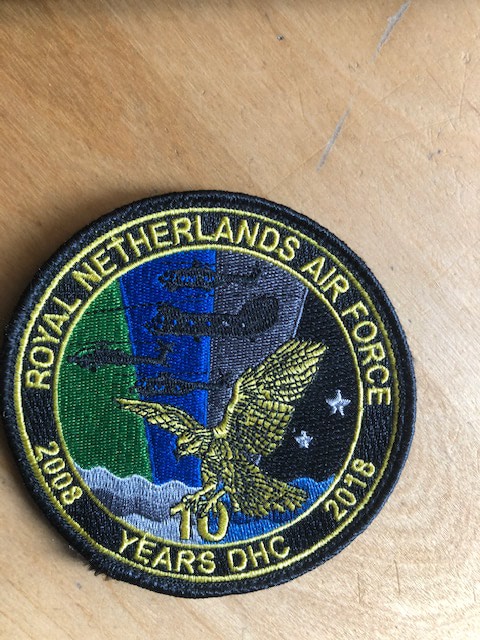 ROYAL NETHERLANDS AIR FORCE
2008
10
2018
YEARS DHC